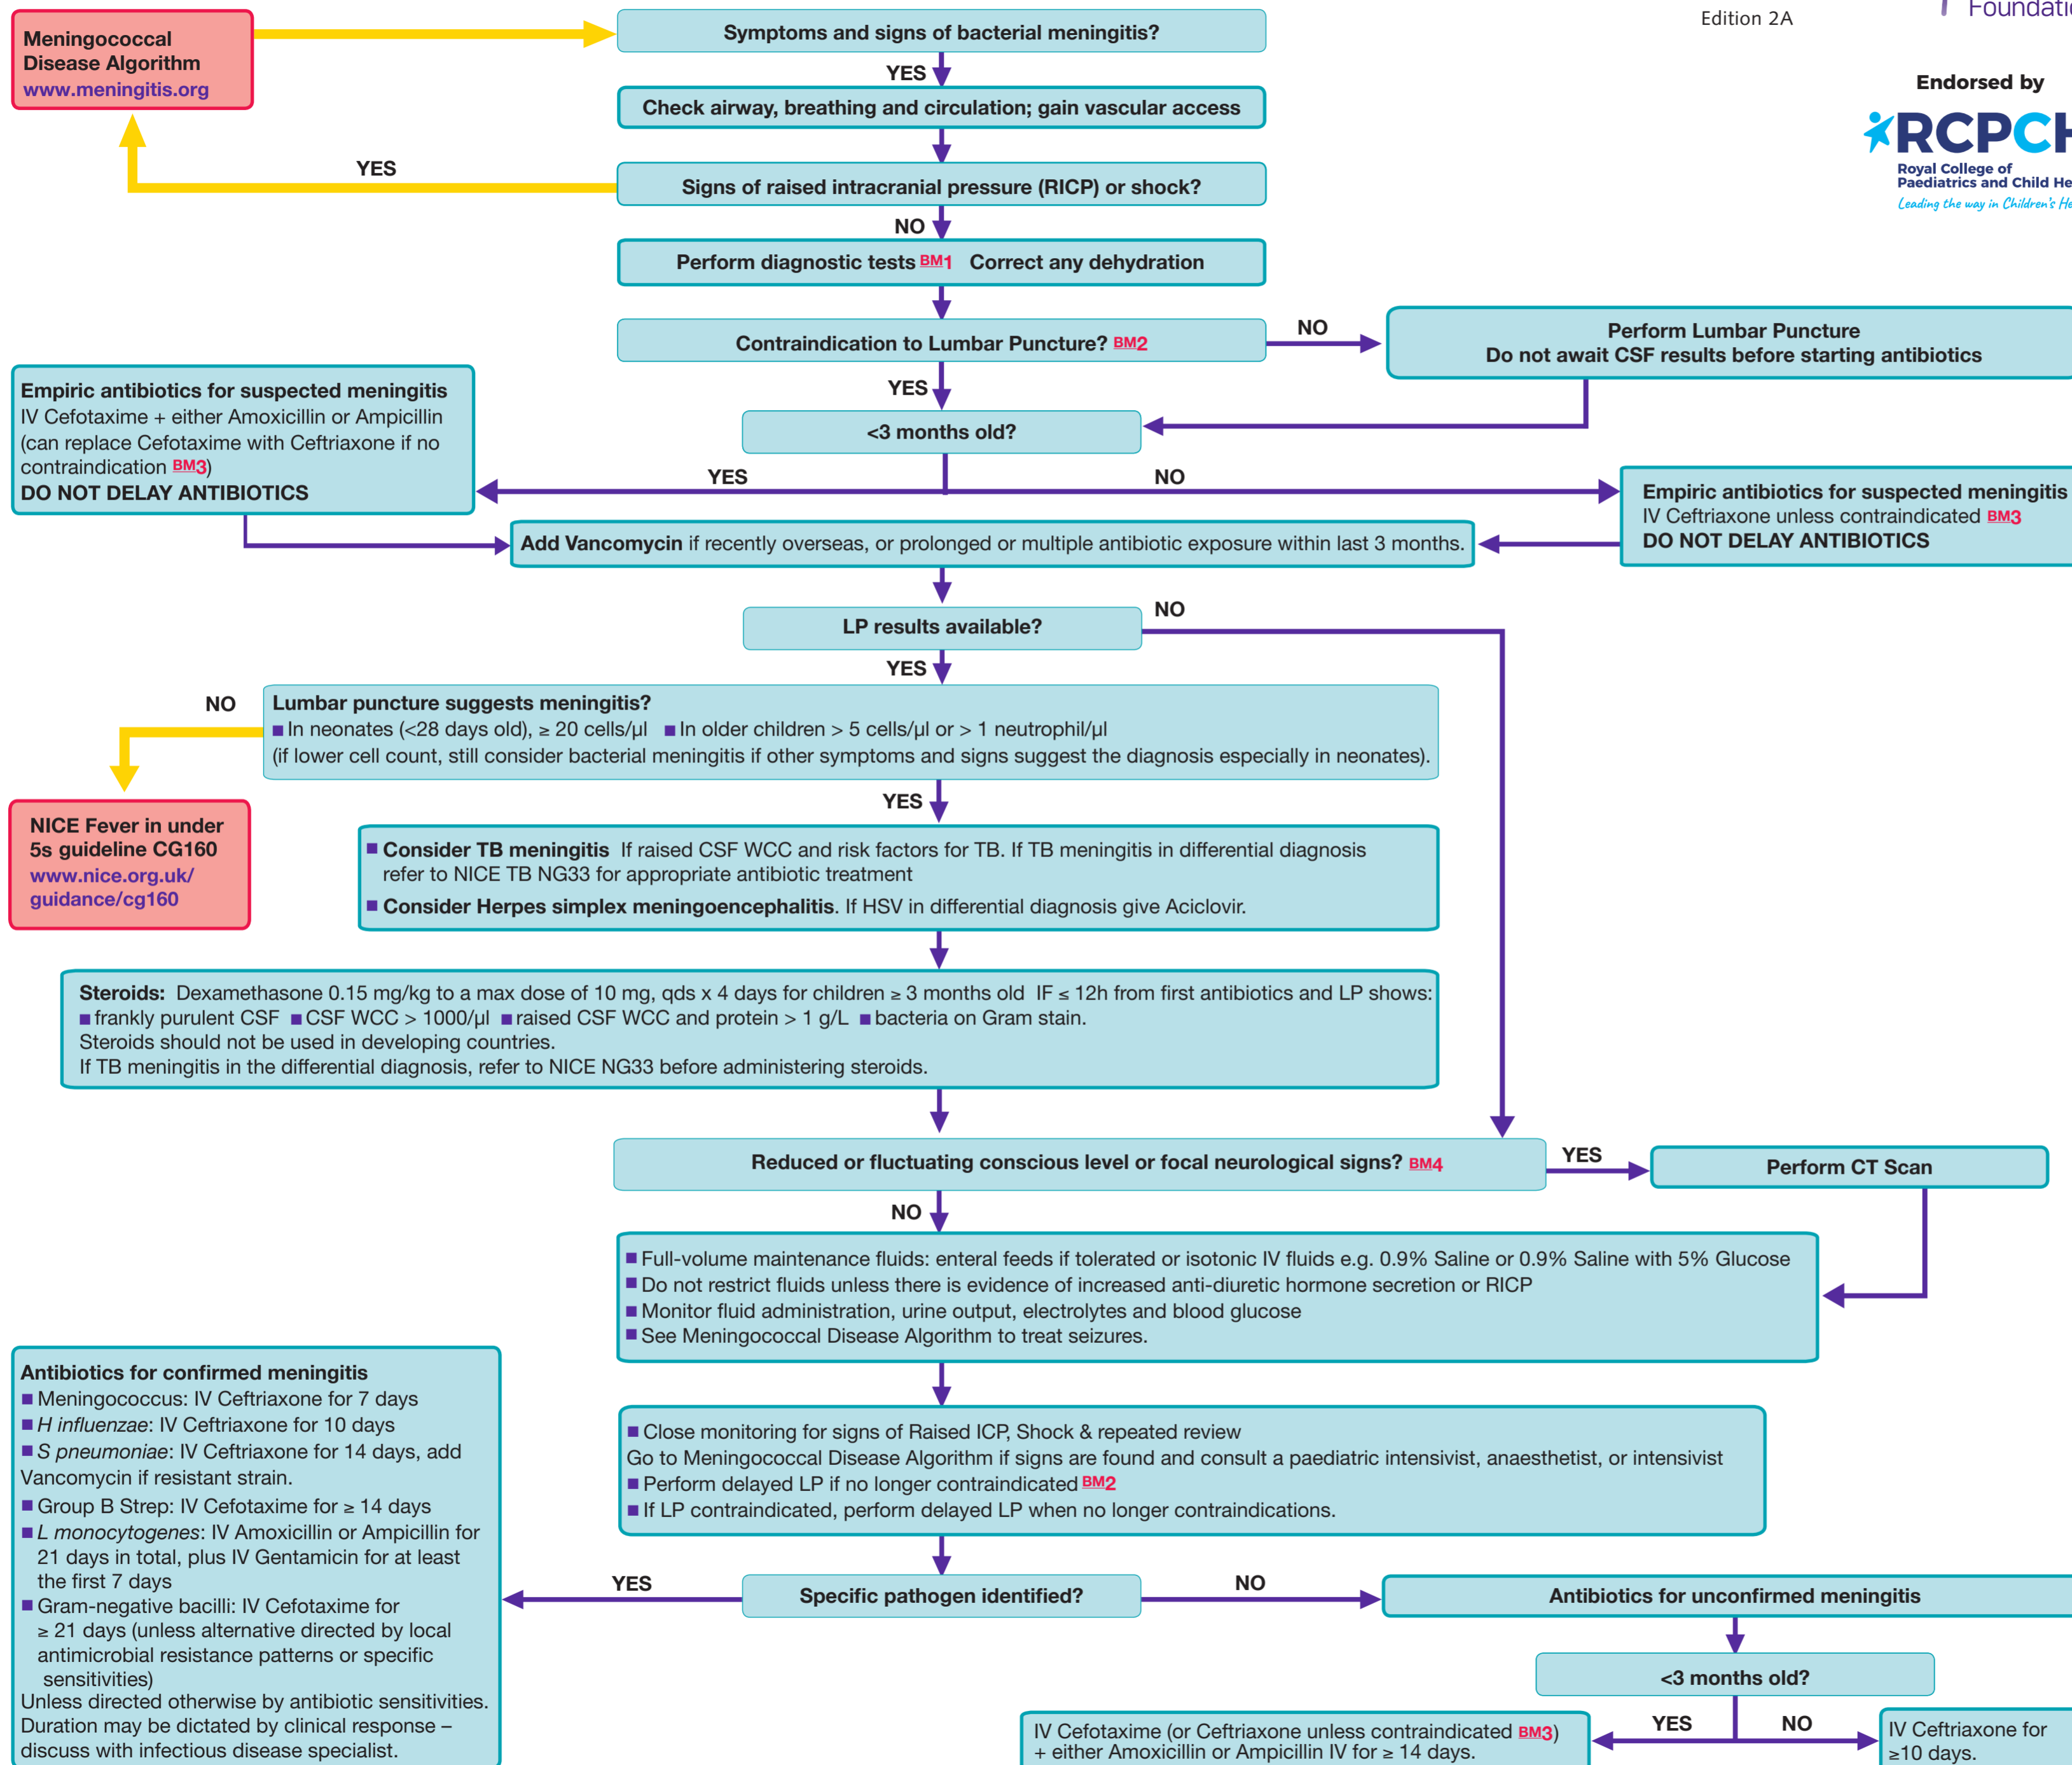 Edition 2A
Foundatio
Endorsed by
RCPCH
Royal College of
Paediatrics and Child He
Leading the way in Children's He
Meningococcal
Disease Algorithm
www.meningitis.org
Symptoms and signs of bacterial meningitis?
YES
Check airway, breathing and circulation; gain vascular access
YES
Signs of raised intracranial pressure (RICP) or shock?
NO
Perform diagnostic tests BM1 Correct any dehydration
Contraindication to Lumbar Puncture? BM2
NO
Perform Lumbar Puncture
Do not await CSF results before starting antibiotics
YES
<3 months old?
YES
NO
Empiric antibiotics for suspected meningitis
IV Cefotaxime + either Amoxicillin or Ampicillin
(can replace Cefotaxime with Ceftriaxone if no
contraindication BM3)
DO NOT DELAY ANTIBIOTICS
Empiric antibiotics for suspected meningitis
IV Ceftriaxone unless contraindicated BM3
DO NOT DELAY ANTIBIOTICS
Add Vancomycin if recently overseas, or prolonged or multiple antibiotic exposure within last 3 months.
LP results available?
NO
YES
NO
Lumbar puncture suggests meningitis?
■ In neonates (<28 days old), ≥ 20 cells/µl ■ In older children > 5 cells/µl or > 1 neutrophil/µl
(if lower cell count, still consider bacterial meningitis if other symptoms and signs suggest the diagnosis especially in neonates).
YES
NICE Fever in under
5s guideline CG160
www.nice.org.uk/
guidance/cg160
■ Consider TB meningitis If raised CSF WCC and risk factors for TB. If TB meningitis in differential diagnosis
refer to NICE TB NG33 for appropriate antibiotic treatment
■ Consider Herpes simplex meningoencephalitis. If HSV in differential diagnosis give Aciclovir.
Steroids: Dexamethasone 0.15 mg/kg to a max dose of 10 mg, qds x 4 days for children ≥ 3 months old IF ≤ 12h from first antibiotics and LP shows:
■ frankly purulent CSF ■ CSF WCC > 1000/µl ■ raised CSF WCC and protein > 1 g/L ■ bacteria on Gram stain.
Steroids should not be used in developing countries.
If TB meningitis in the differential diagnosis, refer to NICE NG33 before administering steroids.
Reduced or fluctuating conscious level or focal neurological signs? BM4
YES
Perform CT Scan
NO
■ Full-volume maintenance fluids: enteral feeds if tolerated or isotonic IV fluids e.g. 0.9% Saline or 0.9% Saline with 5% Glucose
■ Do not restrict fluids unless there is evidence of increased anti-diuretic hormone secretion or RICP
■ Monitor fluid administration, urine output, electrolytes and blood glucose
■ See Meningococcal Disease Algorithm to treat seizures.
■ Close monitoring for signs of Raised ICP, Shock & repeated review
Go to Meningococcal Disease Algorithm if signs are found and consult a paediatric intensivist, anaesthetist, or intensivist
■ Perform delayed LP if no longer contraindicated BM2
■ If LP contraindicated, perform delayed LP when no longer contraindications.
Specific pathogen identified?
YES
NO
Antibiotics for confirmed meningitis
■ Meningococcus: IV Ceftriaxone for 7 days
■ H influenzae: IV Ceftriaxone for 10 days
■ S pneumoniae: IV Ceftriaxone for 14 days, add
Vancomycin if resistant strain.
■ Group B Strep: IV Cefotaxime for ≥ 14 days
■ L monocytogenes: IV Amoxicillin or Ampicillin for
21 days in total, plus IV Gentamicin for at least
the first 7 days
■ Gram-negative bacilli: IV Cefotaxime for
≥ 21 days (unless alternative directed by local
antimicrobial resistance patterns or specific
sensitivities)
Unless directed otherwise by antibiotic sensitivities.
Duration may be dictated by clinical response –
discuss with infectious disease specialist.
Antibiotics for unconfirmed meningitis
<3 months old?
YES
NO
IV Cefotaxime (or Ceftriaxone unless contraindicated BM3)
+ either Amoxicillin or Ampicillin IV for ≥ 14 days.
IV Ceftriaxone for
≥10 days.